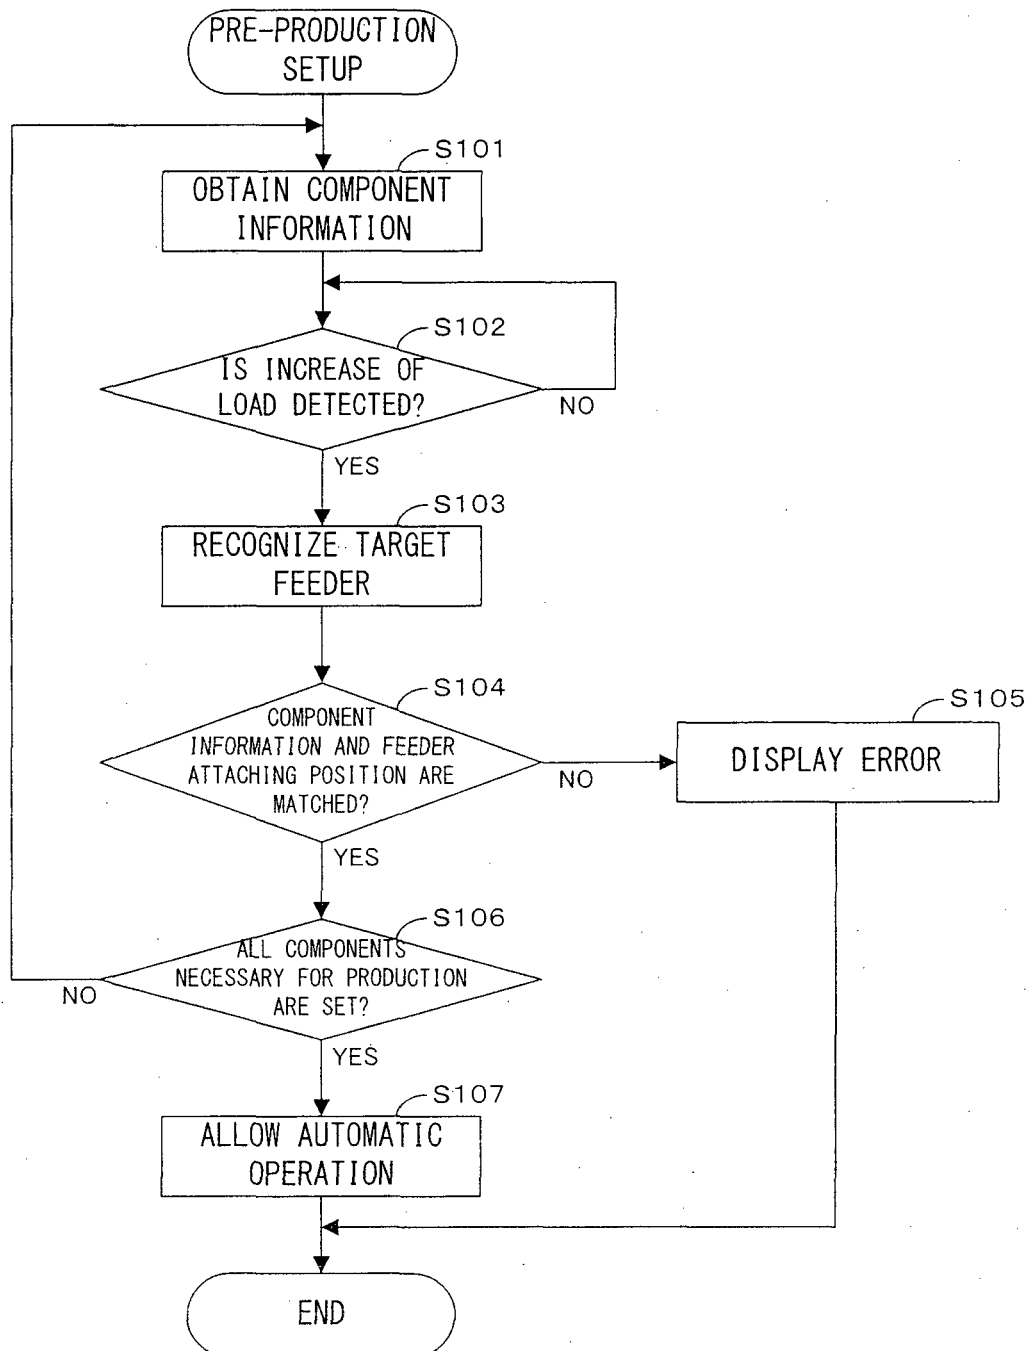 PRE-PRODUCTION
SETUP
S101
OBTAIN COMPONENT
INFORMATION
S102
IS INCREASE OF
LOAD DETECTED?
NO
YES
S103
RECOGNIZE TARGET
FEEDER
S104
COMPONENT
INFORMATION AND FEEDER
ATTACHING POSITION ARE
MATCHED?
NO
S105
DISPLAY ERROR
YES
S106
ALL COMPONENTS
NECESSARY FOR PRODUCTION
ARE SET?
NO
YES
S107
ALLOW AUTOMATIC
OPERATION
END